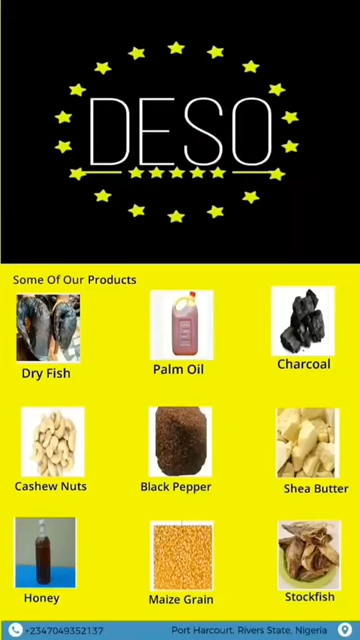 DESO
Some Of Our Products
Dry Fish
Palm Oil
Charcoal
Cashew Nuts
Black Pepper
Shea Butter
Honey
Maize Grain
Stockfish
+2347049352137
Port Harcourt, Rivers State, Nigeria